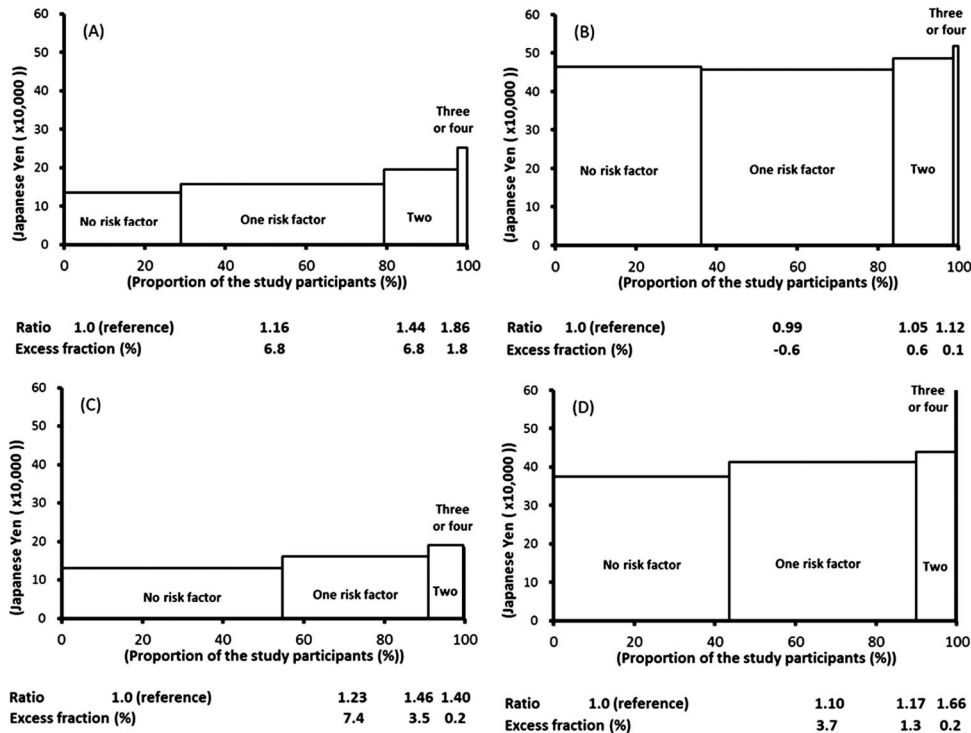 (A)
(Japanese Yen ( x10,000 ))
60
50
40
30
20
10
0
Three
or four
No risk factor
One risk factor
Two
0 20 40 60 80 100
(Proportion of the study participants (%))
Ratio 1.0 (reference) 1.16 1.44 1.86
Excess fraction (%) 6.8 6.8 1.8
(B)
(Japanese Yen ( x10,000 ))
60
50
40
30
20
10
0
Three
or four
No risk factor
One risk factor
Two
0 20 40 60 80 100
(Proportion of the study participants (%))
Ratio 1.0 (reference) 0.99 1.05 1.12
Excess fraction (%) -0.6 0.6 0.1
(C)
(Japanese Yen ( x10,000 ))
60
50
40
30
20
10
0
Three
or four
No risk factor
One risk factor
Two
0 20 40 60 80 100
(Proportion of the study participants (%))
Ratio 1.0 (reference) 1.23 1.46 1.40
Excess fraction (%) 7.4 3.5 0.2
(D)
(Japanese Yen ( x10,000 ))
60
50
40
30
20
10
0
Three
or four
No risk factor
One risk factor
Two
0 20 40 60 80 100
(Proportion of the study participants (%))
Ratio 1.0 (reference) 1.10 1.17 1.66
Excess fraction (%) 3.7 1.3 0.2